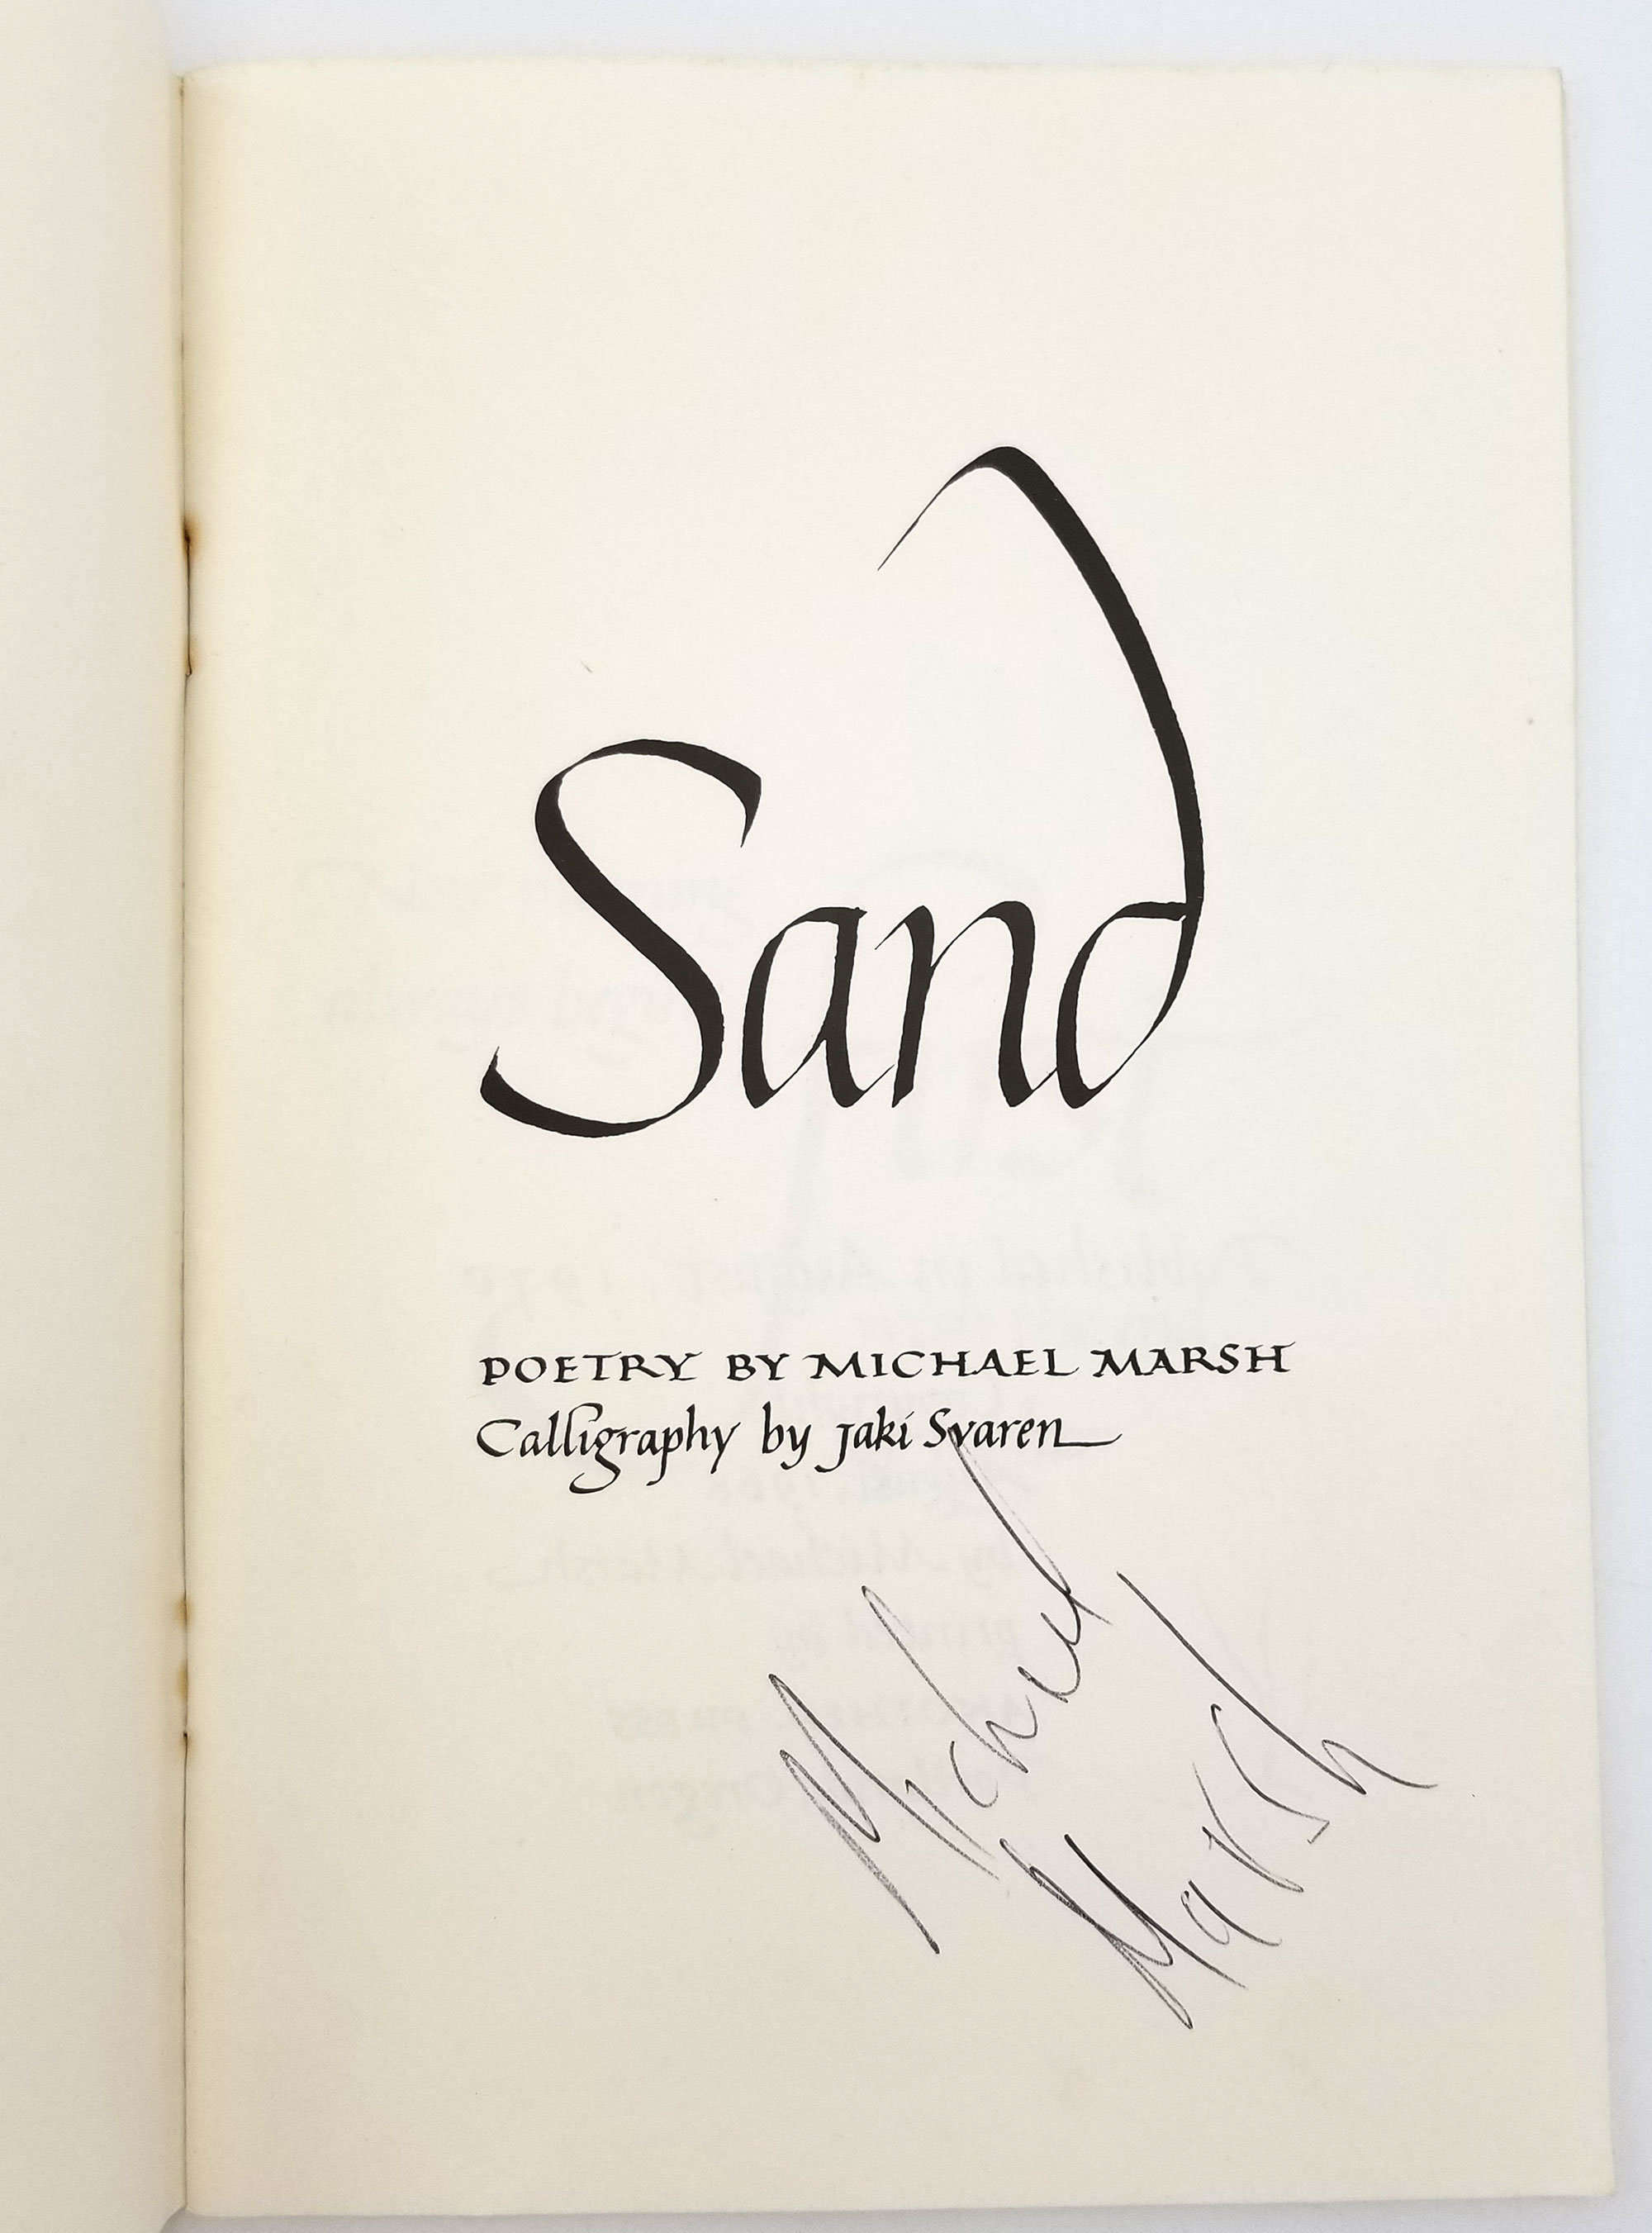 Sand
POETRY BY MICHAEL MARSH
Calligraphy by Jaki Svaren
Michael
Marsh